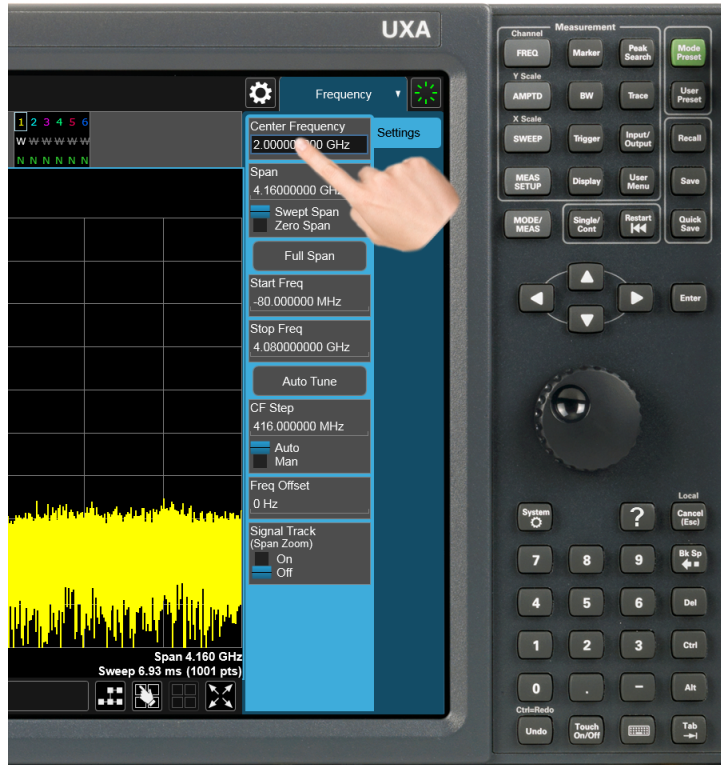 UXA
Frequency
1 2 3 4 5 6
W W W W W W
N N N N N N
Center Frequency
Settings
GHz
Span
4.16000000
Swept Span
Zero Span
Full Span
Start Freq
-80.000000 MHz
Stop Freq
4.080000000 GHz
Auto Tune
CF Step
416.000000 MHz
Auto
Man
Freq Offset
0 Hz
Signal Track
(Span Zoom)
On
Off
Span 4.160 GHz
Sweep 6.93 ms (1001 pts)
Measurement
Channel
FREQ
Marker
Peak
Search
Mode
Preset
Y Scale
AMPTD
BW
Trace
User
Preset
X Scale
SWEEP
Trigger
Input/
Output
Recall
MEAS
SETUP
Display
User
Menu
Save
MODE/
MEAS
Single/
Cont
Restart
Quick
Save
Enter
Local
System
?
Cancel
(Esc)
7 8 9
Bk Sp
4 5 6 Del
1 2 3 Ctrl
0 . – Alt
Ctrl=Redo
Undo
Touch
On/Off
Tab